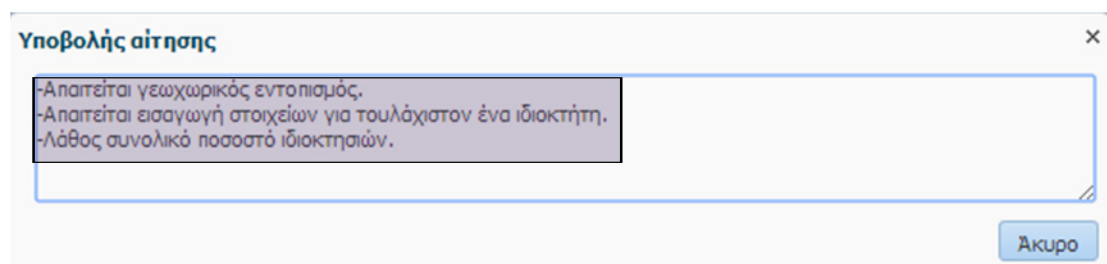 Υποβολής αίτησης
×
-Απαιτείται γεωχωρικός εντοπισμός.
-Απαιτείται εισαγωγή στοιχείων για τουλάχιστον ένα ιδιοκτήτη.
-Λάθος συνολικό ποσοστό ιδιοκτησιών.
Άκυρο